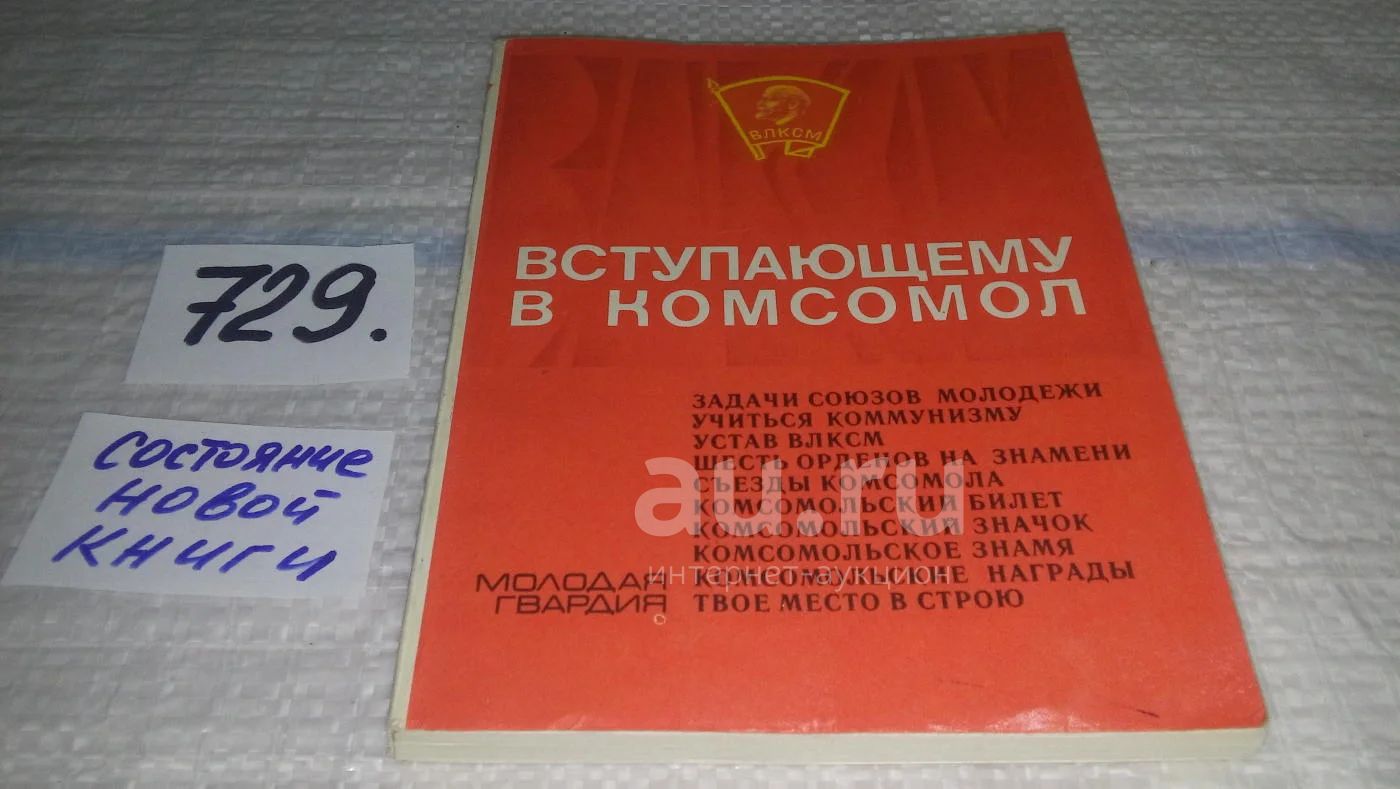 729.
СОСТОЯНИЕ
НОВОЙ
КНИГИ
ВЛКСМ
ВСТУПАЮЩЕМУ
В КОМСОМОЛ
ЗАДАЧИ СОЮЗОВ МОЛОДЕЖИ
УЧИТЬСЯ КОММУНИЗМУ
УСТАВ ВЛКСМ
ШЕСТЬ ОРДЕНОВ НА ЗНАМЕНИ
СЪЕЗДЫ КОМСОМОЛА
КОМСОМОЛЬСКИЙ БИЛЕТ
КОМСОМОЛЬСКИЙ ЗНАЧОК
КОМСОМОЛЬСКОЕ ЗНАМЯ
КОМСОМОЛЬСКИЕ НАГРАДЫ
ТВОЕ МЕСТО В СТРОЮ
МОЛОДАЯ
ГВАРДИЯ
au.ru
интернет-аукцион